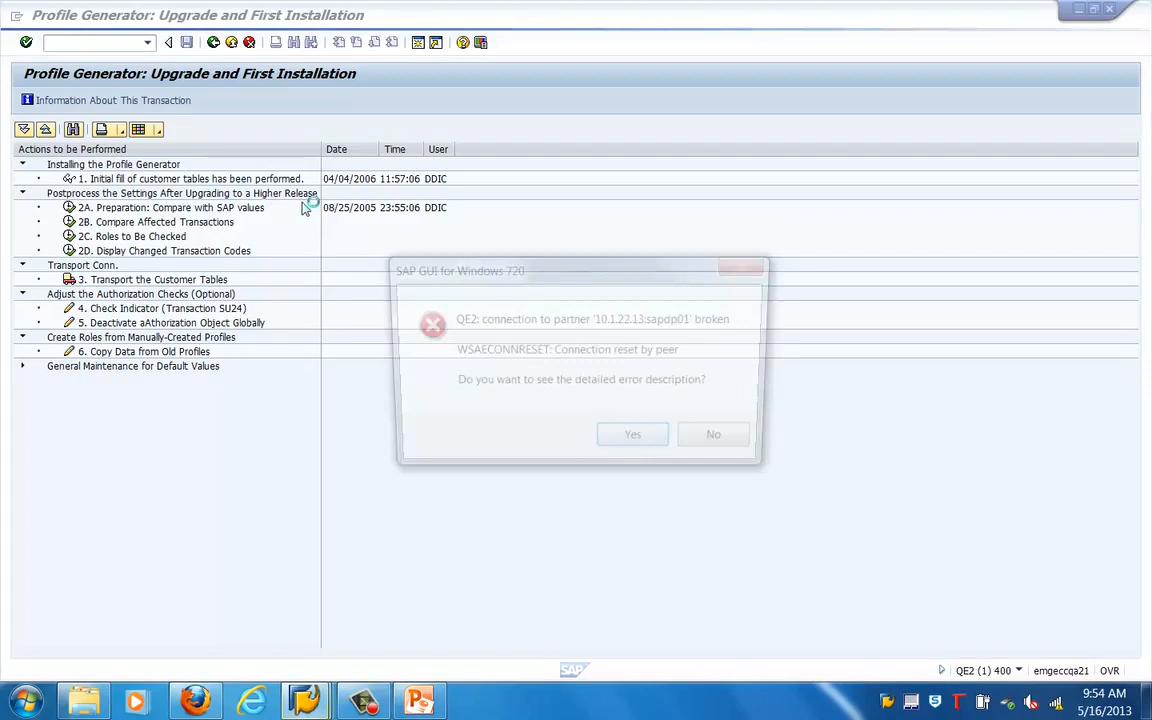 Profile Generator: Upgrade and First Installation
Profile Generator: Upgrade and First Installation
Information About This Transaction
Actions to be Performed Date Time User
Installing the Profile Generator
1. Initial fill of customer tables has been performed. 04/04/2006 11:57:06 DDIC
Postprocess the Settings After Upgrading to a Higher Release
2A. Preparation: Compare with SAP values 08/25/2005 23:55:06 DDIC
2B. Compare Affected Transactions
2C. Roles to Be Checked
2D. Display Changed Transaction Codes
Transport Conn.
3. Transport the Customer Tables
Adjust the Authorization Checks (Optional)
4. Check Indicator (Transaction SU24)
5. Deactivate aAthorization Object Globally
Create Roles from Manually-Created Profiles
6. Copy Data from Old Profiles
General Maintenance for Default Values
SAP GUI for Windows 720
QE2: connection to partner '10.1.22.13:sapdp01' broken
WSAECONNRESET: Connection reset by peer
Do you want to see the detailed error description?
Yes No
SAP
QE2 (1) 400 emgeccqa21 OVR
9:54 AM
5/16/2013